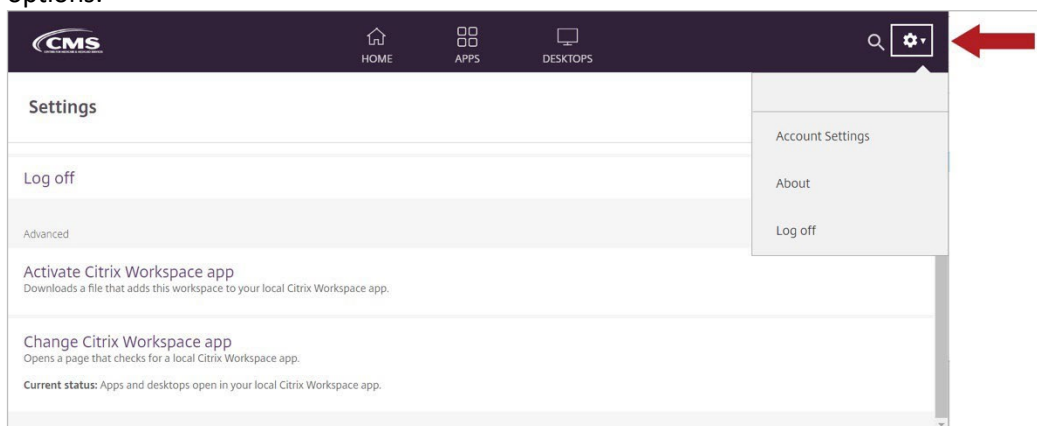 options.
CMS
HOME
APPS
DESKTOPS
Settings
Account Settings
About
Log off
Log off
Advanced
Activate Citrix Workspace app
Downloads a file that adds this workspace to your local Citrix Workspace app.
Change Citrix Workspace app
Opens a page that checks for a local Citrix Workspace app.
Current status: Apps and desktops open in your local Citrix Workspace app.